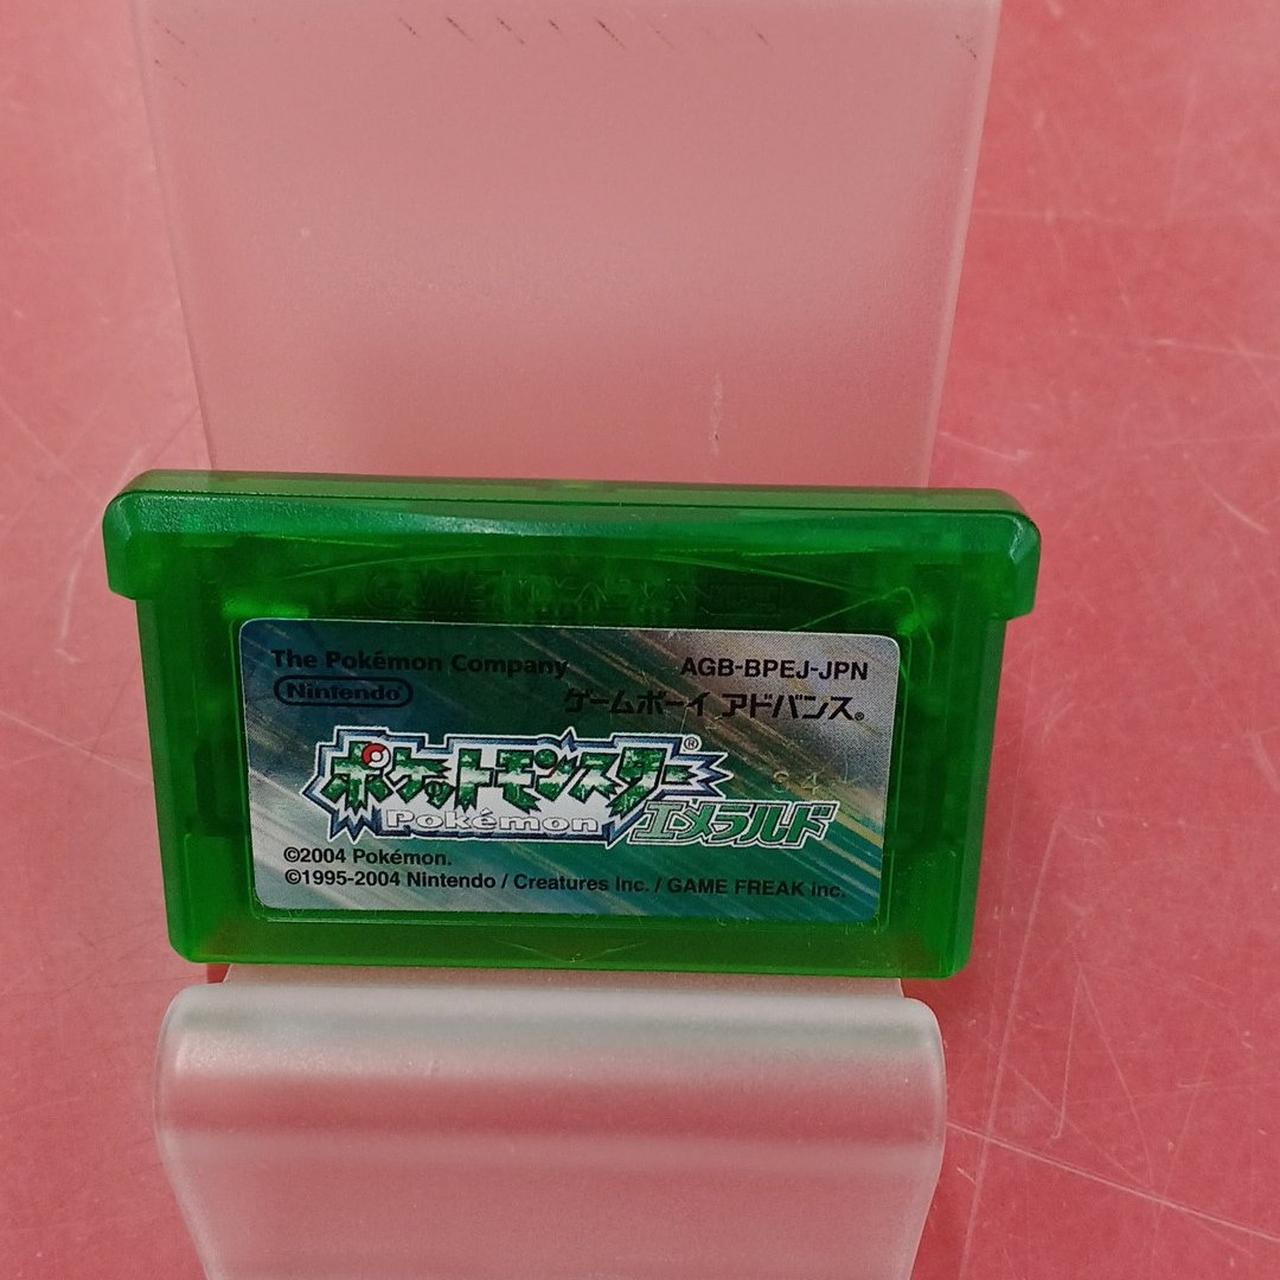 The Pokémon Company
AGB-BPEJ-JPN
Nintendo
ゲームボーイ アドバンス®
ポケットモンスター®
Pokémon
エメラルド
©2004 Pokémon.
©1995-2004 Nintendo / Creatures Inc. / GAME FREAK inc.